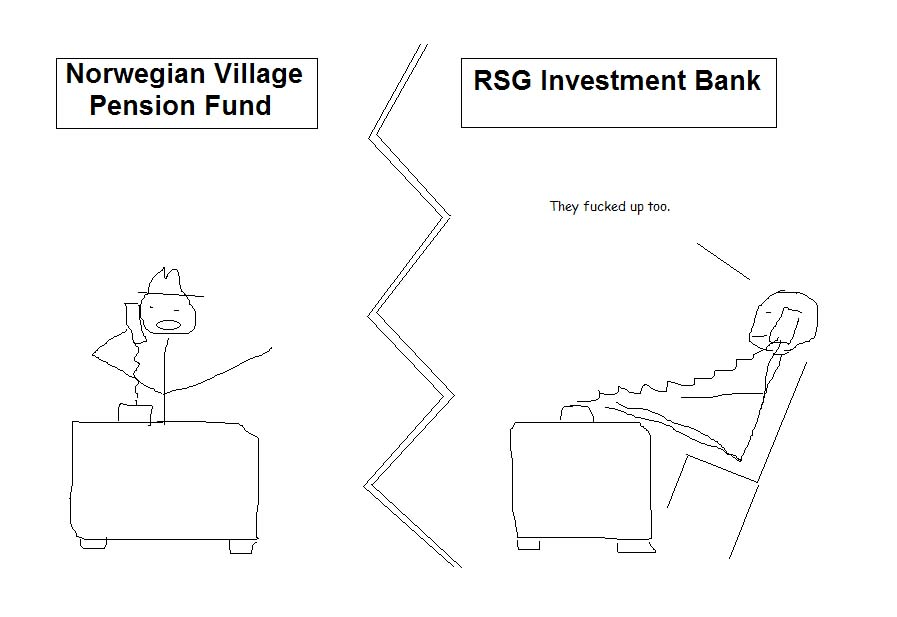 Norwegian Village
Pension Fund
RSG Investment Bank
They fucked up too.